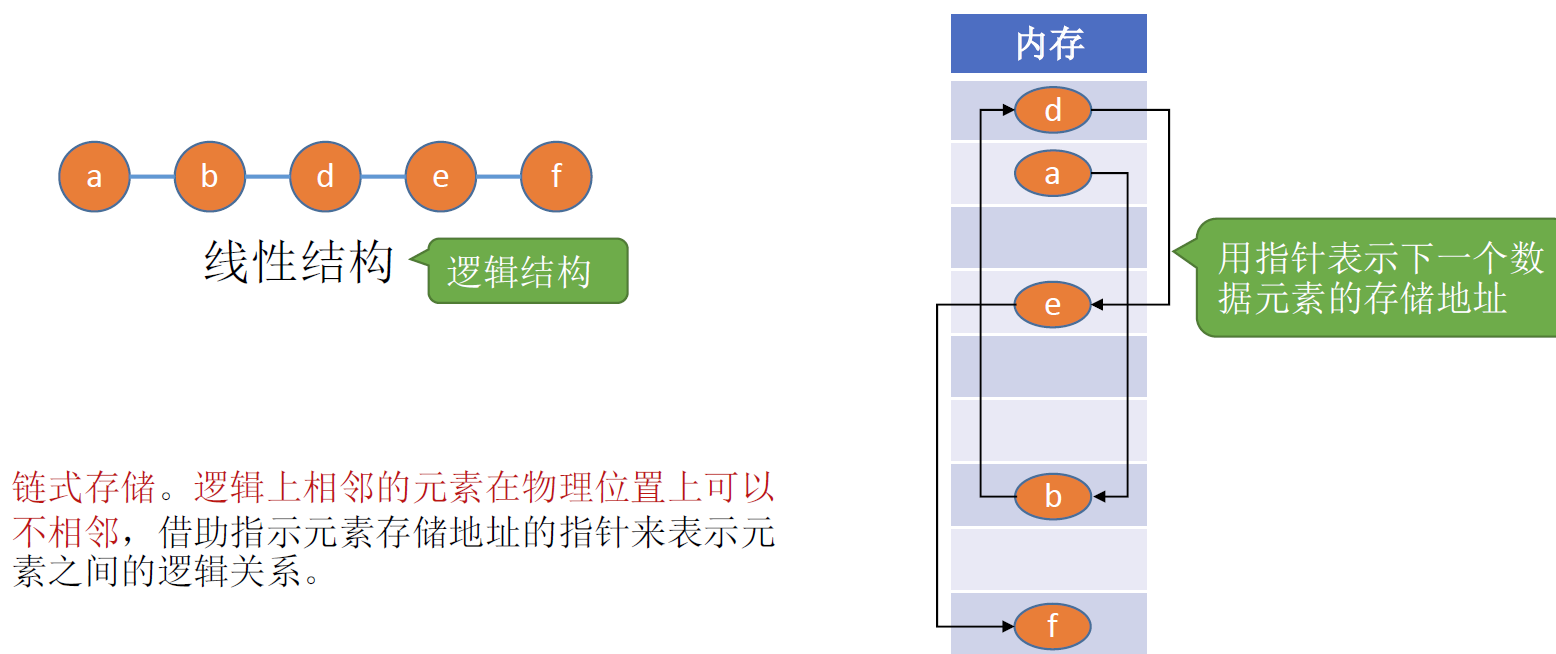 a b d e f
线性结构
逻辑结构
链式存储。逻辑上相邻的元素在物理位置上可以
不相邻，借助指示元素存储地址的指针来表示元
素之间的逻辑关系。
内存
d
a
e
b
f
用指针表示下一个数
据元素的存储地址